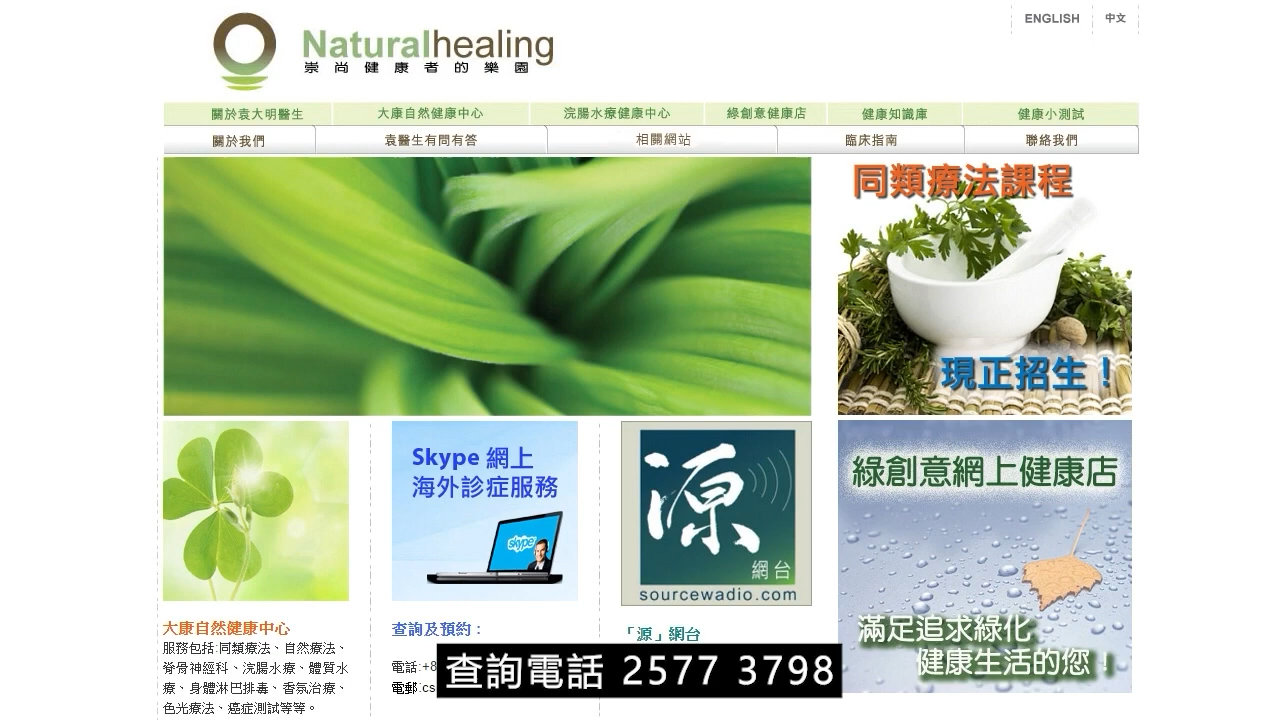 ENGLISH
中文
Naturalhealing
崇尚健康者的樂園
關於袁大明醫生
大康自然健康中心
浣腸水療健康中心
綠創意健康店
健康知識庫
健康小測試
關於我們
袁醫生有問有答
相關網站
臨床指南
聯絡我們
同類療法課程
現正招生！
Skype 網上
海外診症服務
skype
源
網台
sourcewadio.com
綠創意網上健康店
滿足追求綠化
健康生活的您！
大康自然健康中心
服務包括:同類療法、自然療法、
脊骨神經科、浣腸水療、體質水
療、身體淋巴排毒、香氛治療、
色光療法、癌症測試等等。
查詢及預約：
電話:+8
電郵:cs
「源」網台
查詢電話 2577 3798